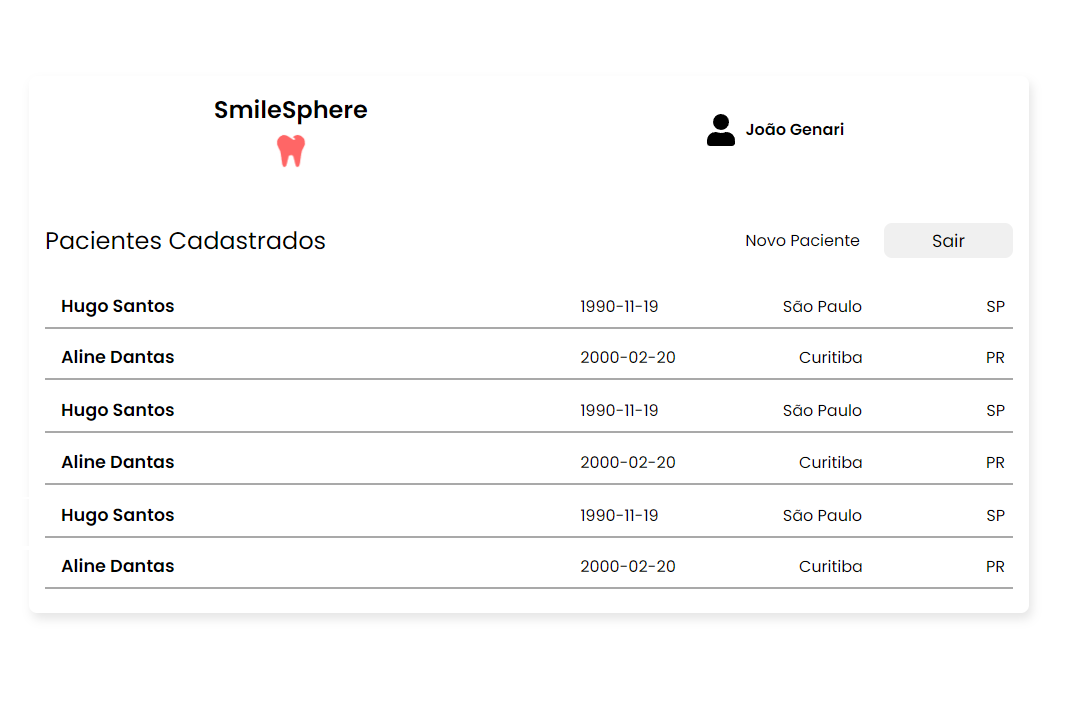 SmileSphere
João Genari
Pacientes Cadastrados
Novo Paciente
Sair
Hugo Santos 1990-11-19 São Paulo SP
Aline Dantas 2000-02-20 Curitiba PR
Hugo Santos 1990-11-19 São Paulo SP
Aline Dantas 2000-02-20 Curitiba PR
Hugo Santos 1990-11-19 São Paulo SP
Aline Dantas 2000-02-20 Curitiba PR